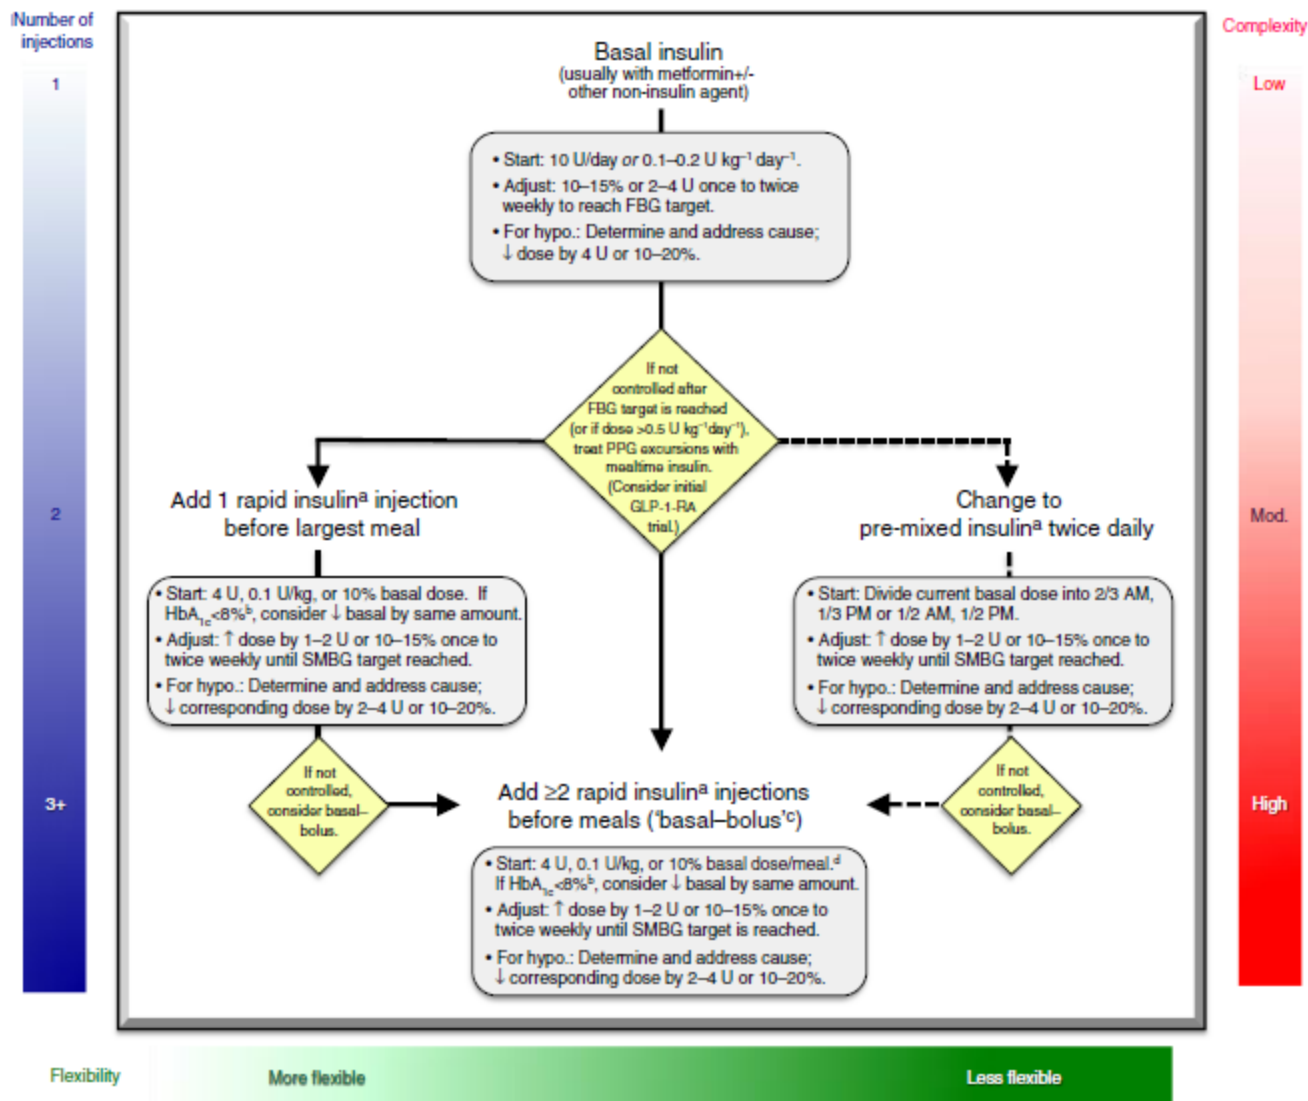 Number of
injections
Complexity
1
Low
Basal insulin
(usually with metformin+/-
other non-insulin agent)
• Start: 10 U/day or 0.1–0.2 U kg⁻¹ day⁻¹.
• Adjust: 10–15% or 2–4 U once to twice
weekly to reach FBG target.
• For hypo.: Determine and address cause;
↓ dose by 4 U or 10–20%.
If not
controlled after
FBG target is reached
(or if dose >0.5 U kg⁻¹day⁻¹),
treat PPG excursions with
mealtime insulin.
(Consider initial
GLP-1-RA
trial.)
2
Mod.
Add 1 rapid insulinᵃ injection
before largest meal
• Start: 4 U, 0.1 U/kg, or 10% basal dose. If
HbA₁c<8%ᵇ, consider ↓ basal by same amount.
• Adjust: ↑ dose by 1–2 U or 10–15% once to
twice weekly until SMBG target reached.
• For hypo.: Determine and address cause;
↓ corresponding dose by 2–4 U or 10–20%.
Change to
pre-mixed insulinᵃ twice daily
• Start: Divide current basal dose into 2/3 AM,
1/3 PM or 1/2 AM, 1/2 PM.
• Adjust: ↑ dose by 1–2 U or 10–15% once to
twice weekly until SMBG target reached.
• For hypo.: Determine and address cause;
↓ corresponding dose by 2–4 U or 10–20%.
3+
High
If not
controlled,
consider basal–
bolus.
Add ≥2 rapid insulinᵃ injections
before meals ('basal–bolus'ᶜ)
If not
controlled,
consider basal–
bolus.
• Start: 4 U, 0.1 U/kg, or 10% basal dose/meal.ᵈ
If HbA₁c<8%ᵇ, consider ↓ basal by same amount.
• Adjust: ↑ dose by 1–2 U or 10–15% once to
twice weekly until SMBG target is reached.
• For hypo.: Determine and address cause;
↓ corresponding dose by 2–4 U or 10–20%.
Flexibility
More flexible
Less flexible